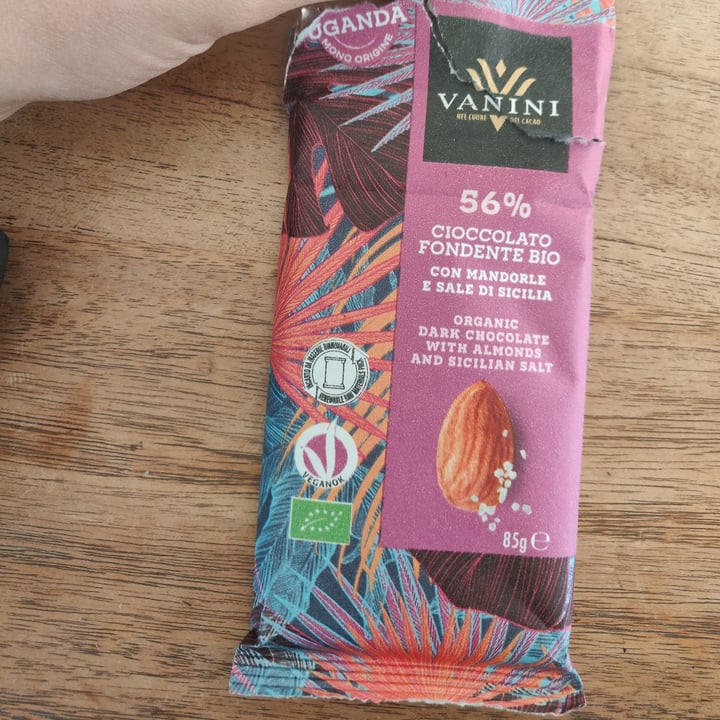 UGANDA
MONO ORIGINE
VANINI
NEL CUORE DEL CACAO
56%
CIOCCOLATO
FONDENTE BIO
CON MANDORLE
E SALE DI SICILIA
ORGANIC
DARK CHOCOLATE
WITH ALMONDS
AND SICILIAN SALT
VEGANOK
85g ℮